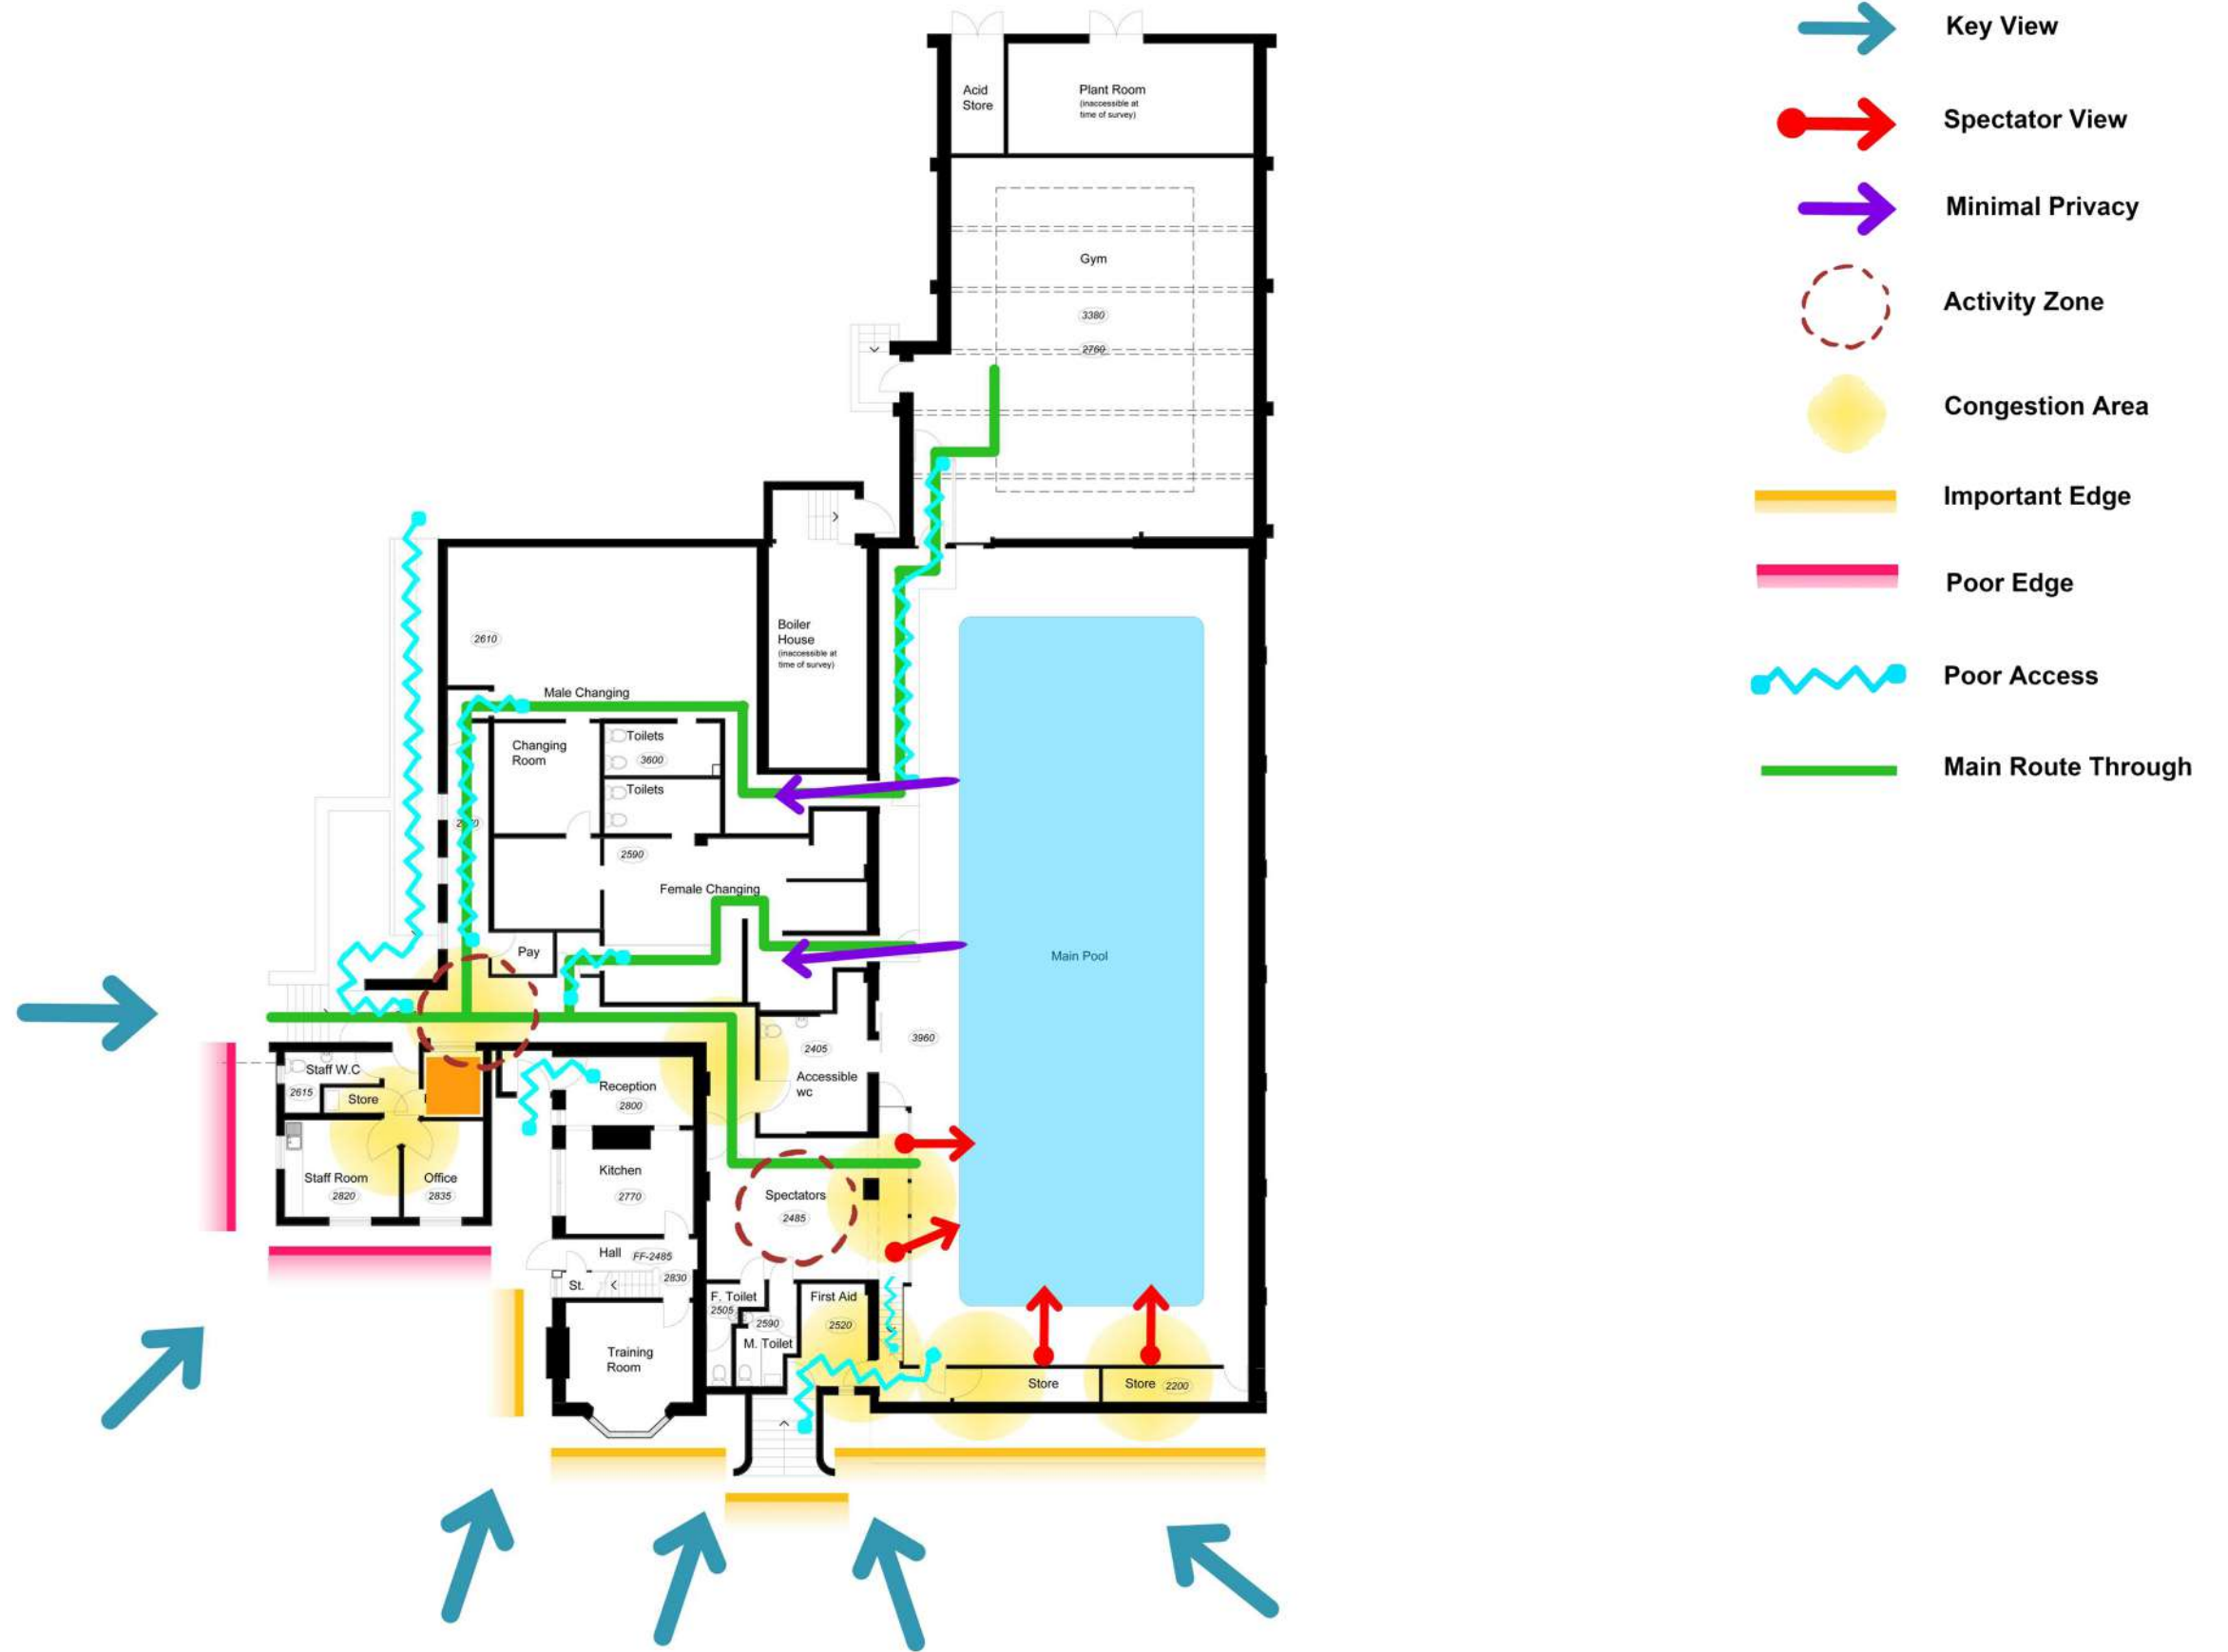 Acid
Store
Plant Room
(inaccessible at
time of survey)
Gym
3380
2760
2610
Boiler
House
(inaccessible at
time of survey)
Male Changing
Changing
Room
Toilets
3600
Toilets
2590
Female Changing
Pay
Main Pool
3960
2405
Accessible
wc
Staff W.C
2615
Store
Reception
2800
Staff Room
2820
Office
2835
Kitchen
2770
Spectators
2485
Hall
FF-2485
2830
St.
F. Toilet
2505
2590
M. Toilet
First Aid
2520
Training
Room
Store
Store
2200
Key View
Spectator View
Minimal Privacy
Activity Zone
Congestion Area
Important Edge
Poor Edge
Poor Access
Main Route Through